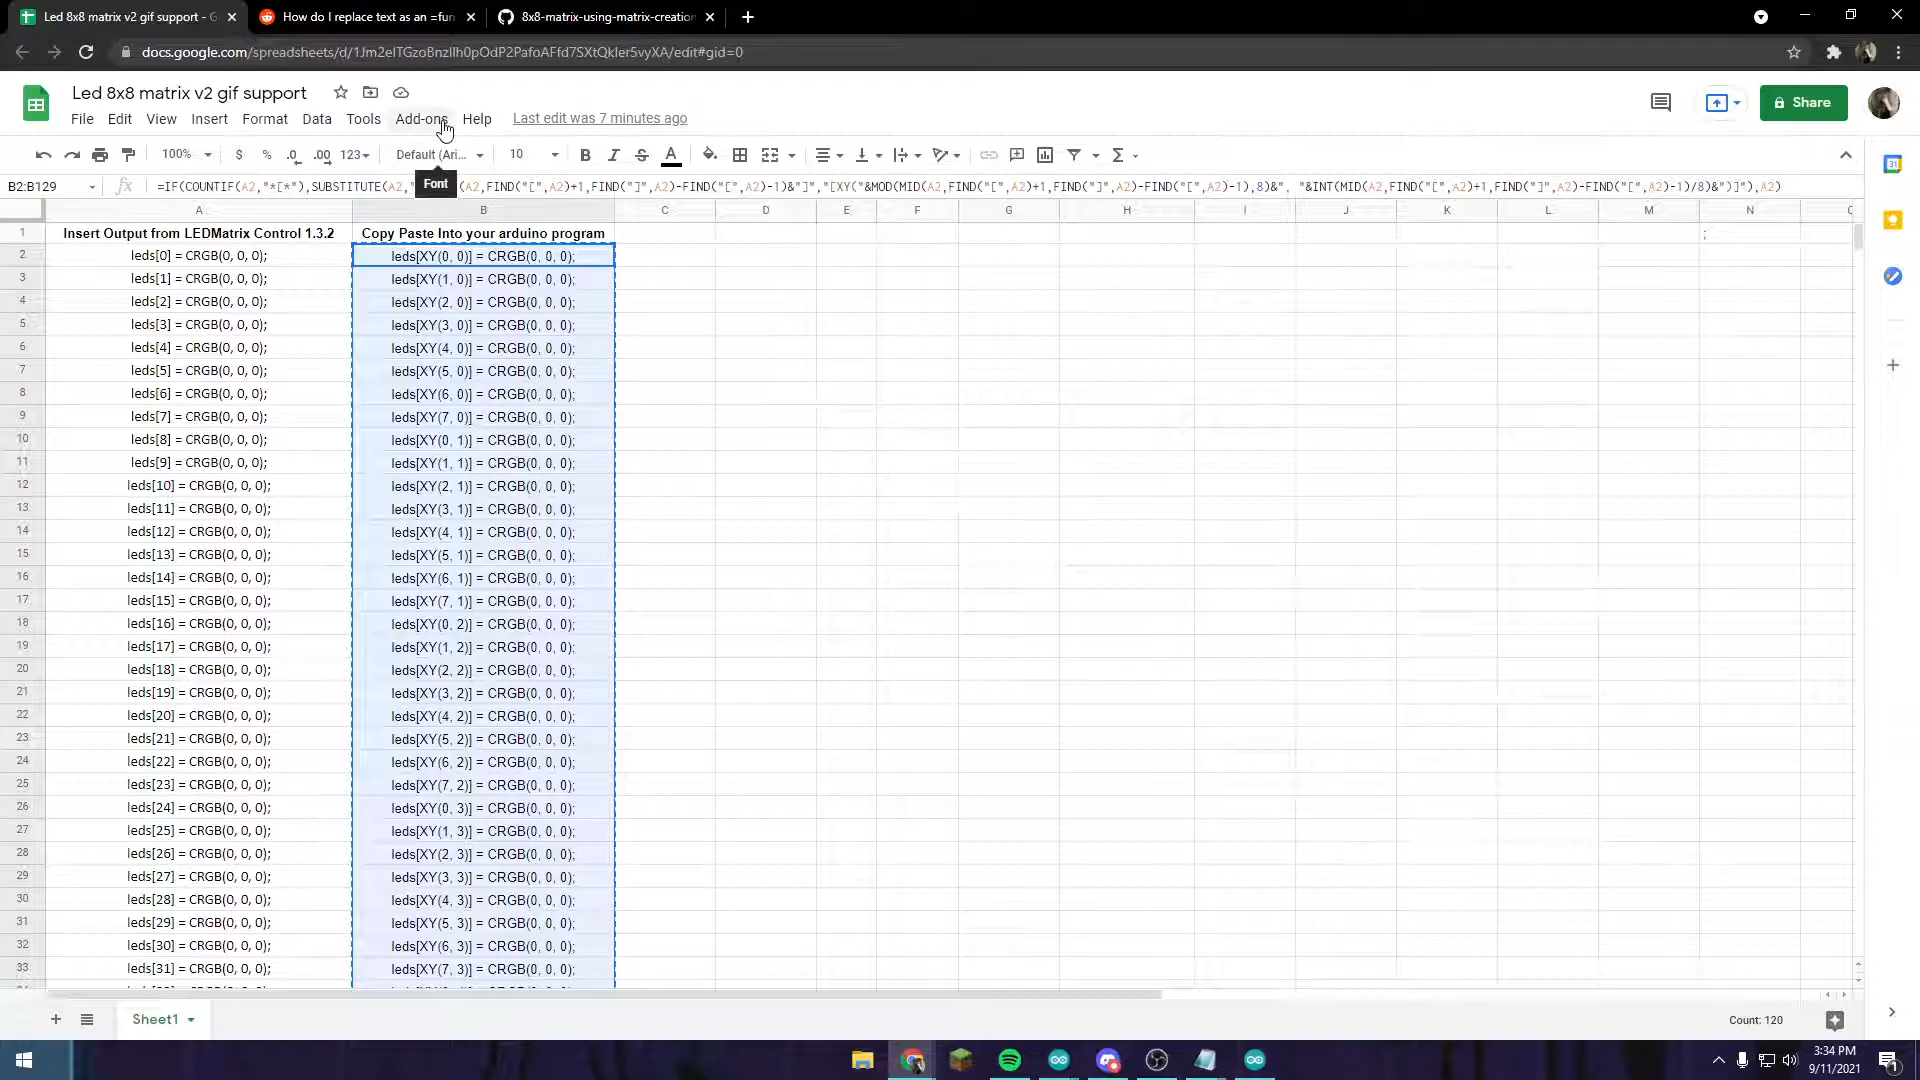 Led 8x8 matrix v2 gif support - G
How do I replace text as an =fun
8x8-matrix-using-matrix-creation
docs.google.com/spreadsheets/d/
/edit#gid=0
Led 8x8 matrix v2 gif support
File Edit View Insert Format Data Tools Add-ons Help Last edit was 7 minutes ago
Share
100% $ % .0 .00 123 Default (Ari... 10 B I S A
Font
B2:B129 fx =IF(COUNTIF(A2,"*[*"),SUBSTITUTE(A2," (A2,FIND("[",A2)+1,FIND("]",A2)-FIND("[",A2)-1)&"]","[XY("&MOD(MID(A2,FIND("[",A2)+1,FIND("]",A2)-FIND("[",A2)-1),8)&", "&INT(MID(A2,FIND("[",A2)+1,FIND("]",A2)-FIND("[",A2)-1)/8)&")]"),A2)
A B C D E F G H I J K L M N
1 Insert Output from LEDMatrix Control 1.3.2 Copy Paste Into your arduino program ;
2 leds[0] = CRGB(0, 0, 0); leds[XY(0, 0)] = CRGB(0, 0, 0);
3 leds[1] = CRGB(0, 0, 0); leds[XY(1, 0)] = CRGB(0, 0, 0);
4 leds[2] = CRGB(0, 0, 0); leds[XY(2, 0)] = CRGB(0, 0, 0);
5 leds[3] = CRGB(0, 0, 0); leds[XY(3, 0)] = CRGB(0, 0, 0);
6 leds[4] = CRGB(0, 0, 0); leds[XY(4, 0)] = CRGB(0, 0, 0);
7 leds[5] = CRGB(0, 0, 0); leds[XY(5, 0)] = CRGB(0, 0, 0);
8 leds[6] = CRGB(0, 0, 0); leds[XY(6, 0)] = CRGB(0, 0, 0);
9 leds[7] = CRGB(0, 0, 0); leds[XY(7, 0)] = CRGB(0, 0, 0);
10 leds[8] = CRGB(0, 0, 0); leds[XY(0, 1)] = CRGB(0, 0, 0);
11 leds[9] = CRGB(0, 0, 0); leds[XY(1, 1)] = CRGB(0, 0, 0);
12 leds[10] = CRGB(0, 0, 0); leds[XY(2, 1)] = CRGB(0, 0, 0);
13 leds[11] = CRGB(0, 0, 0); leds[XY(3, 1)] = CRGB(0, 0, 0);
14 leds[12] = CRGB(0, 0, 0); leds[XY(4, 1)] = CRGB(0, 0, 0);
15 leds[13] = CRGB(0, 0, 0); leds[XY(5, 1)] = CRGB(0, 0, 0);
16 leds[14] = CRGB(0, 0, 0); leds[XY(6, 1)] = CRGB(0, 0, 0);
17 leds[15] = CRGB(0, 0, 0); leds[XY(7, 1)] = CRGB(0, 0, 0);
18 leds[16] = CRGB(0, 0, 0); leds[XY(0, 2)] = CRGB(0, 0, 0);
19 leds[17] = CRGB(0, 0, 0); leds[XY(1, 2)] = CRGB(0, 0, 0);
20 leds[18] = CRGB(0, 0, 0); leds[XY(2, 2)] = CRGB(0, 0, 0);
21 leds[19] = CRGB(0, 0, 0); leds[XY(3, 2)] = CRGB(0, 0, 0);
22 leds[20] = CRGB(0, 0, 0); leds[XY(4, 2)] = CRGB(0, 0, 0);
23 leds[21] = CRGB(0, 0, 0); leds[XY(5, 2)] = CRGB(0, 0, 0);
24 leds[22] = CRGB(0, 0, 0); leds[XY(6, 2)] = CRGB(0, 0, 0);
25 leds[23] = CRGB(0, 0, 0); leds[XY(7, 2)] = CRGB(0, 0, 0);
26 leds[24] = CRGB(0, 0, 0); leds[XY(0, 3)] = CRGB(0, 0, 0);
27 leds[25] = CRGB(0, 0, 0); leds[XY(1, 3)] = CRGB(0, 0, 0);
28 leds[26] = CRGB(0, 0, 0); leds[XY(2, 3)] = CRGB(0, 0, 0);
29 leds[27] = CRGB(0, 0, 0); leds[XY(3, 3)] = CRGB(0, 0, 0);
30 leds[28] = CRGB(0, 0, 0); leds[XY(4, 3)] = CRGB(0, 0, 0);
31 leds[29] = CRGB(0, 0, 0); leds[XY(5, 3)] = CRGB(0, 0, 0);
32 leds[30] = CRGB(0, 0, 0); leds[XY(6, 3)] = CRGB(0, 0, 0);
33 leds[31] = CRGB(0, 0, 0); leds[XY(7, 3)] = CRGB(0, 0, 0);
Sheet1
Count: 120
3:34 PM
9/11/2021